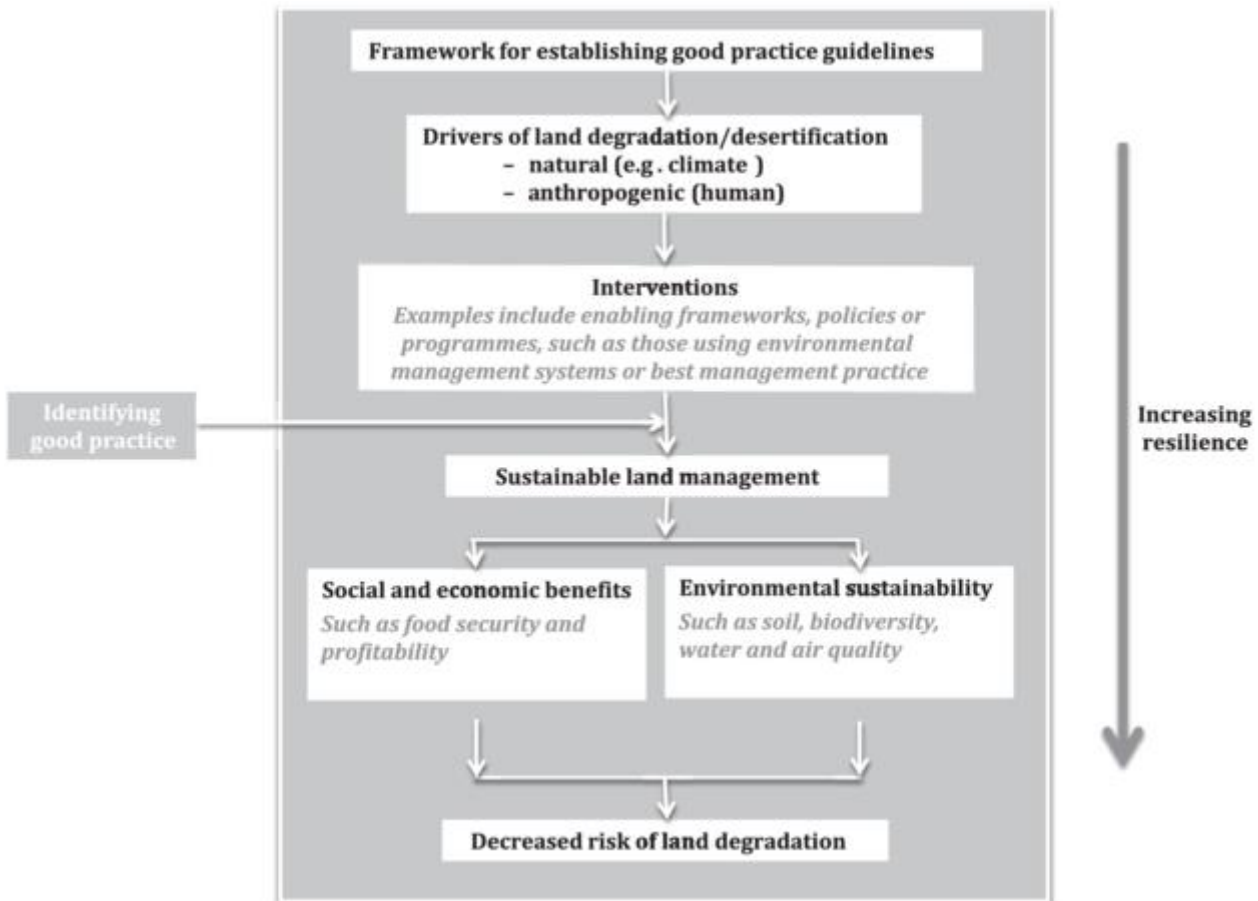 Framework for establishing good practice guidelines
Drivers of land degradation/desertification
– natural (e.g . climate )
– anthropogenic (human)
Interventions
Examples include enabling frameworks, policies or
programmes, such as those using environmental
management systems or best management practice
Identifying
good practice
Increasing
resilience
Sustainable land management
Social and economic benefits
Such as food security and
profitability
Environmental sustainability
Such as soil, biodiversity,
water and air quality
Decreased risk of land degradation